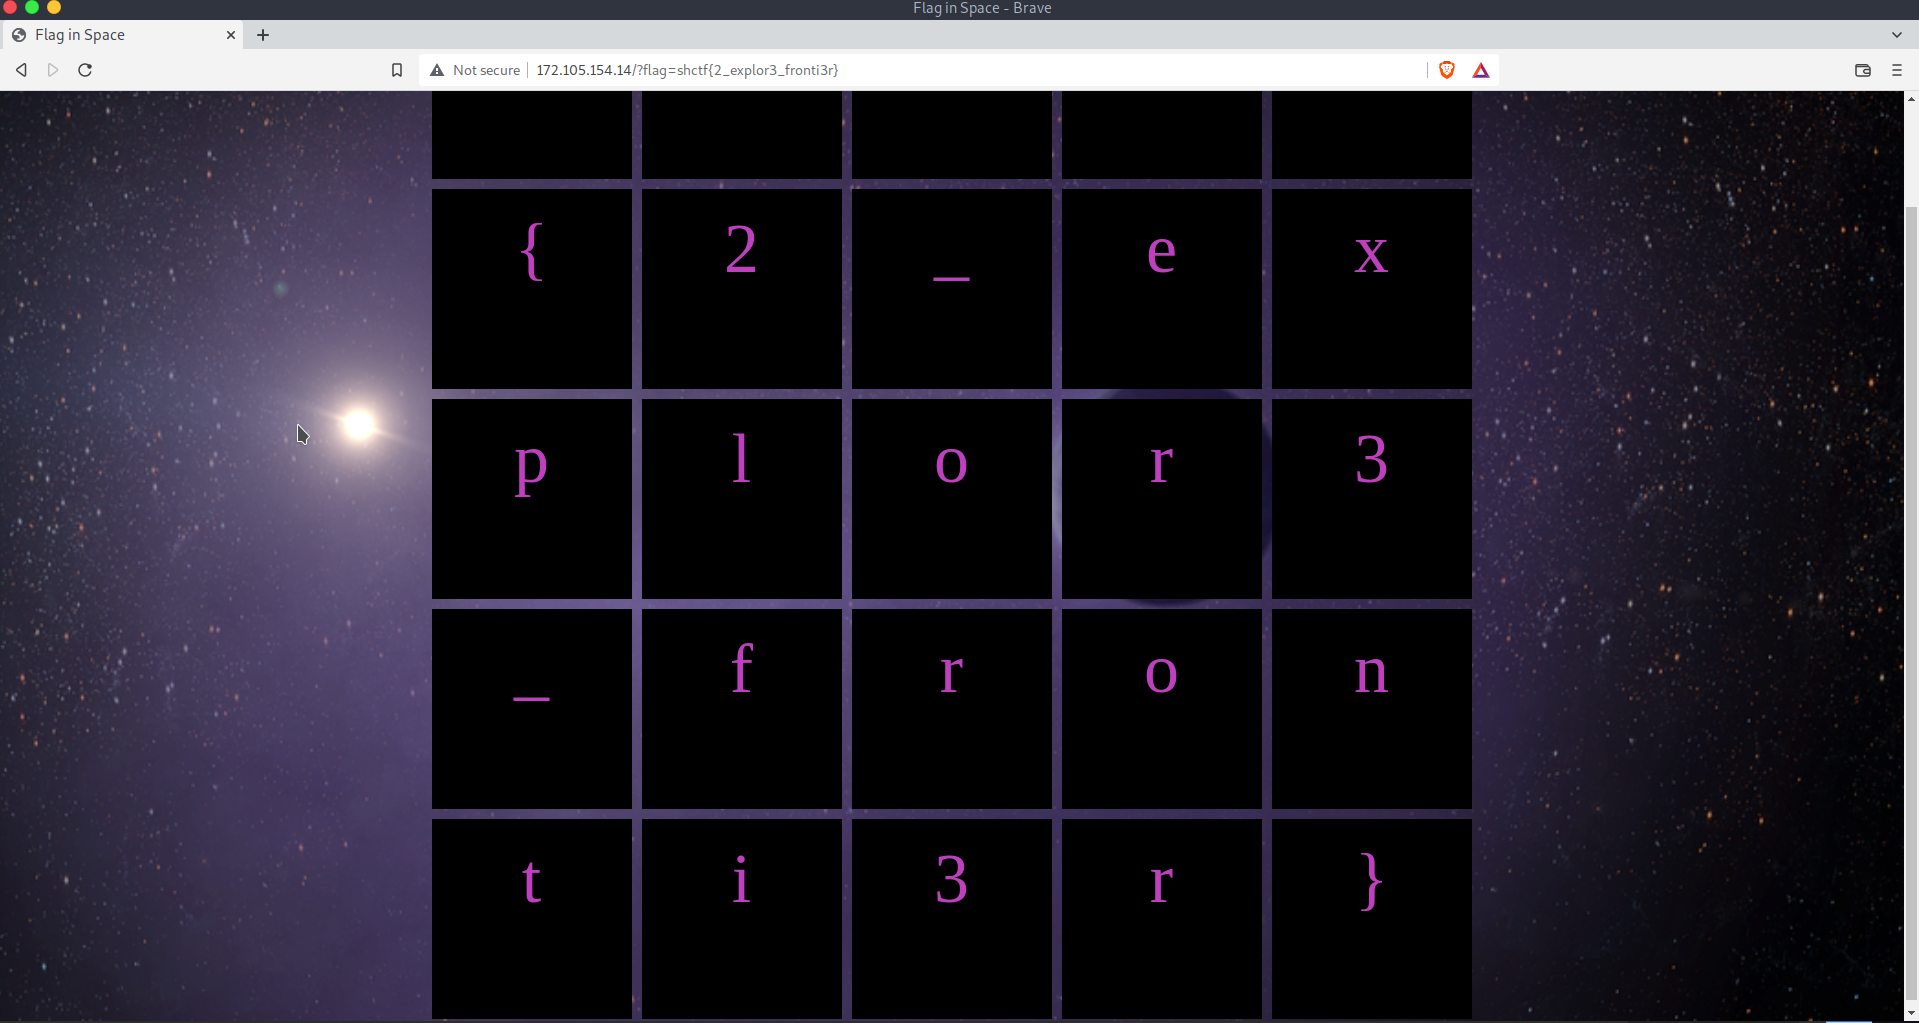 Flag in Space - Brave
Flag in Space
Not secure 172.105.154.14/?flag=shctf{2_explor3_fronti3r}
{ 2 _ e x
p l o r 3
_ f r o n
t i 3 r }